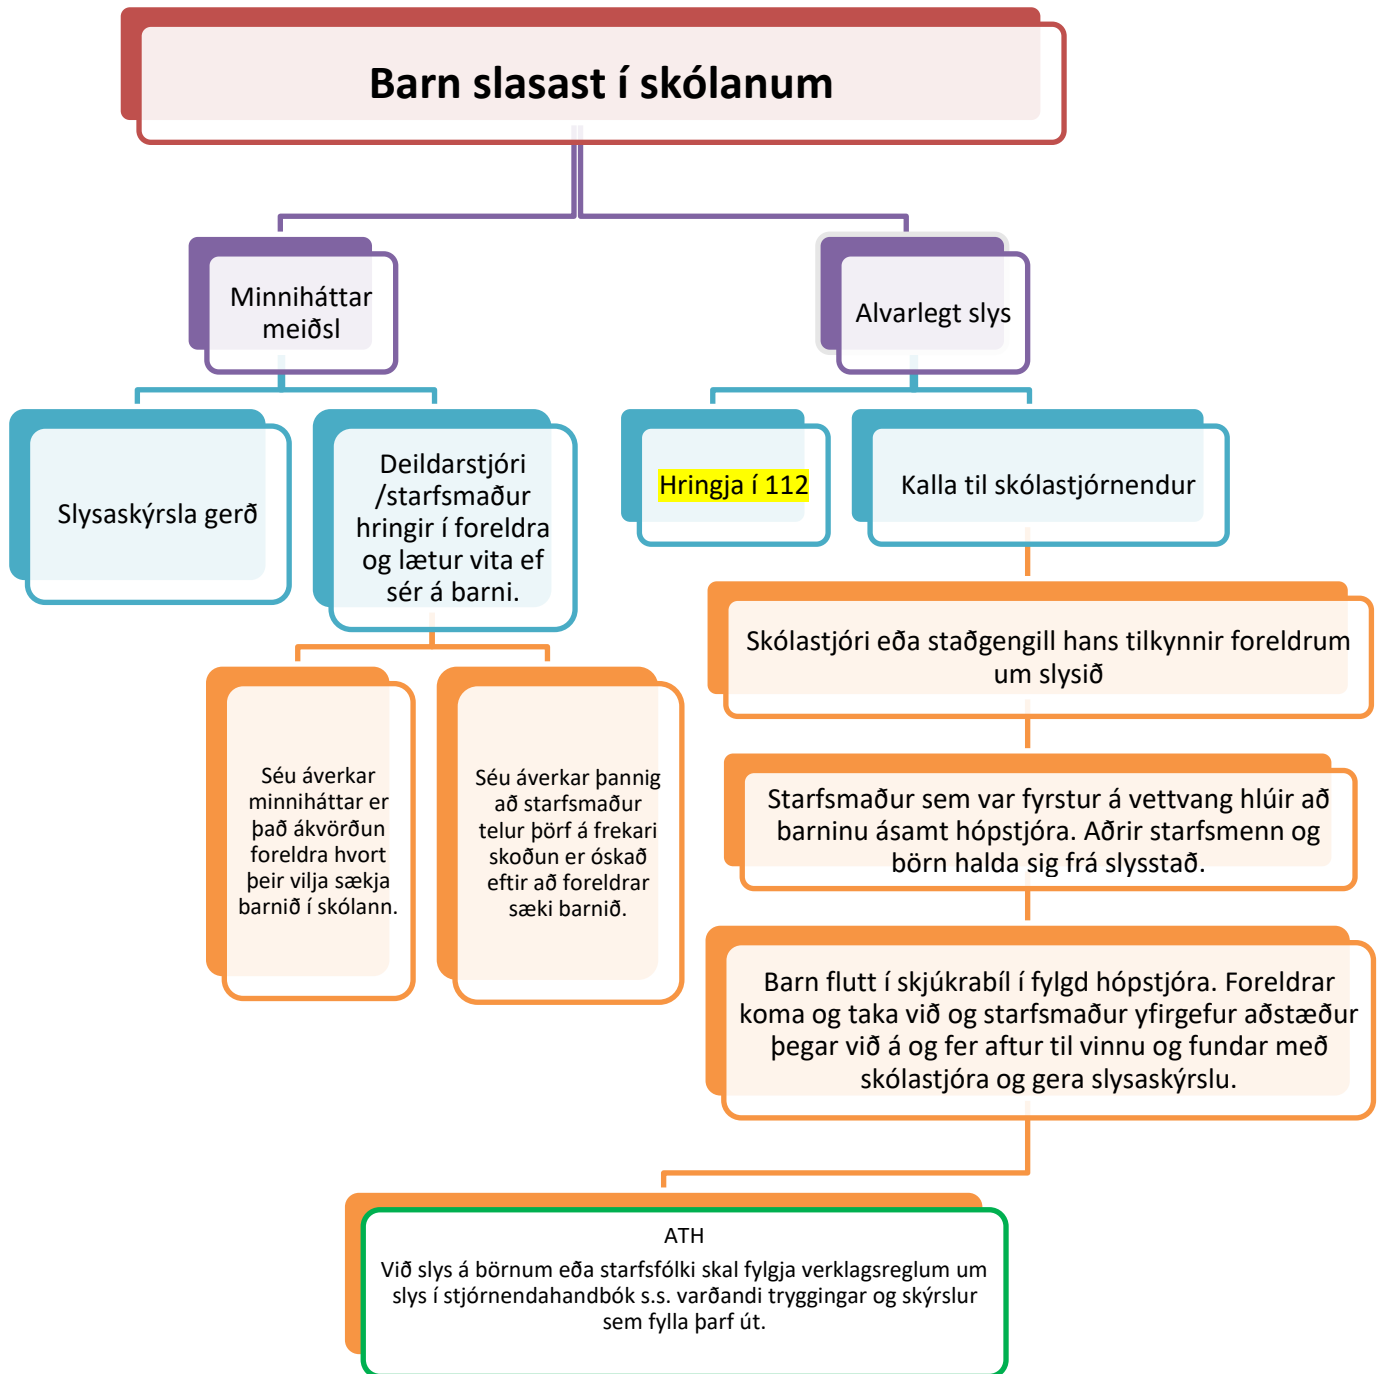 Barn slasast í skólanum
Minniháttar
meiðsl
Alvarlegt slys
Slysaskýrsla gerð
Deildarstjóri
/starfsmaður
hringir í foreldra
og lætur vita ef
sér á barni.
Hringja í 112
Kalla til skólastjórnendur
Séu áverkar
minniháttar er
það ákvörðun
foreldra hvort
þeir vilja sækja
barnið í skólann.
Séu áverkar þannig
að starfsmaður
telur þörf á frekari
skoðun er óskað
eftir að foreldrar
sæki barnið.
Skólastjóri eða staðgengill hans tilkynnir foreldrum
um slysið
Starfsmaður sem var fyrstur á vettvang hlúir að
barninu ásamt hópstjóra. Aðrir starfsmenn og
börn halda sig frá slysstað.
Barn flutt í skjúkrabíl í fylgd hópstjóra. Foreldrar
koma og taka við og starfsmaður yfirgefur aðstæður
þegar við á og fer aftur til vinnu og fundar með
skólastjóra og gera slysaskýrslu.
ATH
Við slys á börnum eða starfsfólki skal fylgja verklagsreglum um
slys í stjórnendahandbók s.s. varðandi tryggingar og skýrslur
sem fylla þarf út.